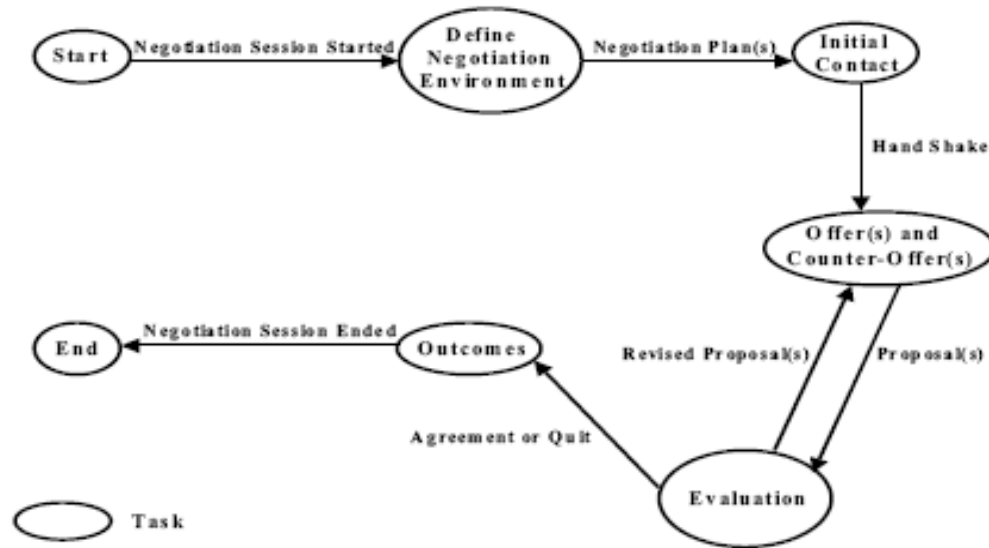 Start
Negotiation Session Started
Define
Negotiation
Environment
Negotiation Plan(s)
Initial
Contact
Hand Shake
Offer(s) and
Counter-Offer(s)
Revised Proposal(s)
Proposal(s)
End
Negotiation Session Ended
Outcomes
Agreement or Quit
Evaluation
Task